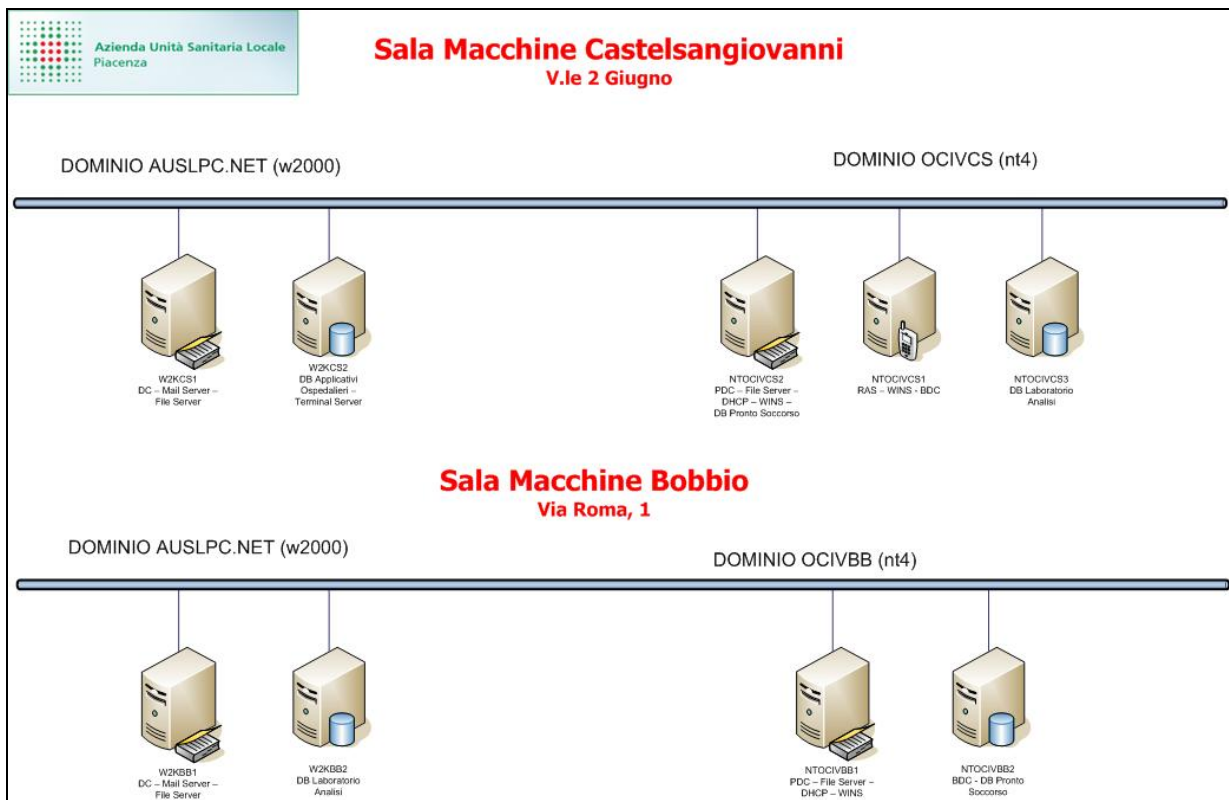 Azienda Unità Sanitaria Locale
Piacenza
Sala Macchine Castelsangiovanni
V.le 2 Giugno
DOMINIO AUSLPC.NET (w2000)
DOMINIO OCIVCS (nt4)
W2KCS1
DC – Mail Server –
File Server
W2KCS2
DB Applicativi
Ospedalieri –
Terminal Server
NTOCIVCS2
PDC – File Server –
DHCP – WINS –
DB Pronto Soccorso
NTOCIVCS1
RAS – WINS - BDC
NTOCIVCS3
DB Laboratorio
Analisi
Sala Macchine Bobbio
Via Roma, 1
DOMINIO AUSLPC.NET (w2000)
DOMINIO OCIVBB (nt4)
W2KBB1
DC – Mail Server –
File Server
W2KBB2
DB Laboratorio
Analisi
NTOCIVBB1
PDC – File Server –
DHCP – WINS
NTOCIVBB2
BDC - DB Pronto
Soccorso